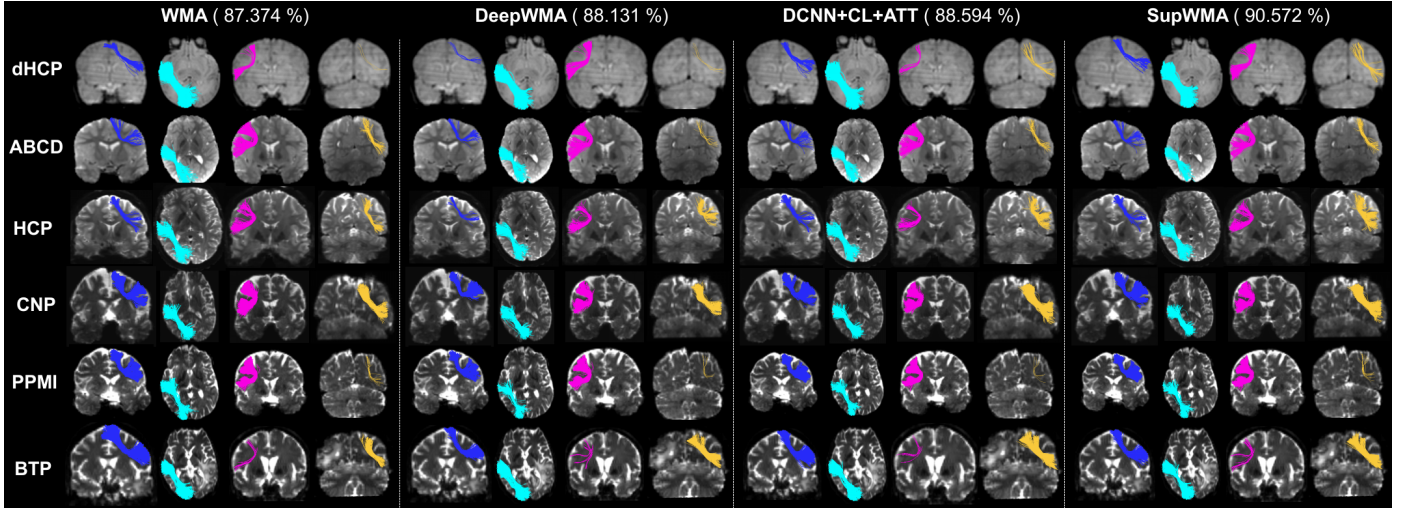 WMA ( 87.374 %) DeepWMA ( 88.131 %) DCNN+CL+ATT ( 88.594 %) SupWMA ( 90.572 %)
dHCP
ABCD
HCP
CNP
PPMI
BTP